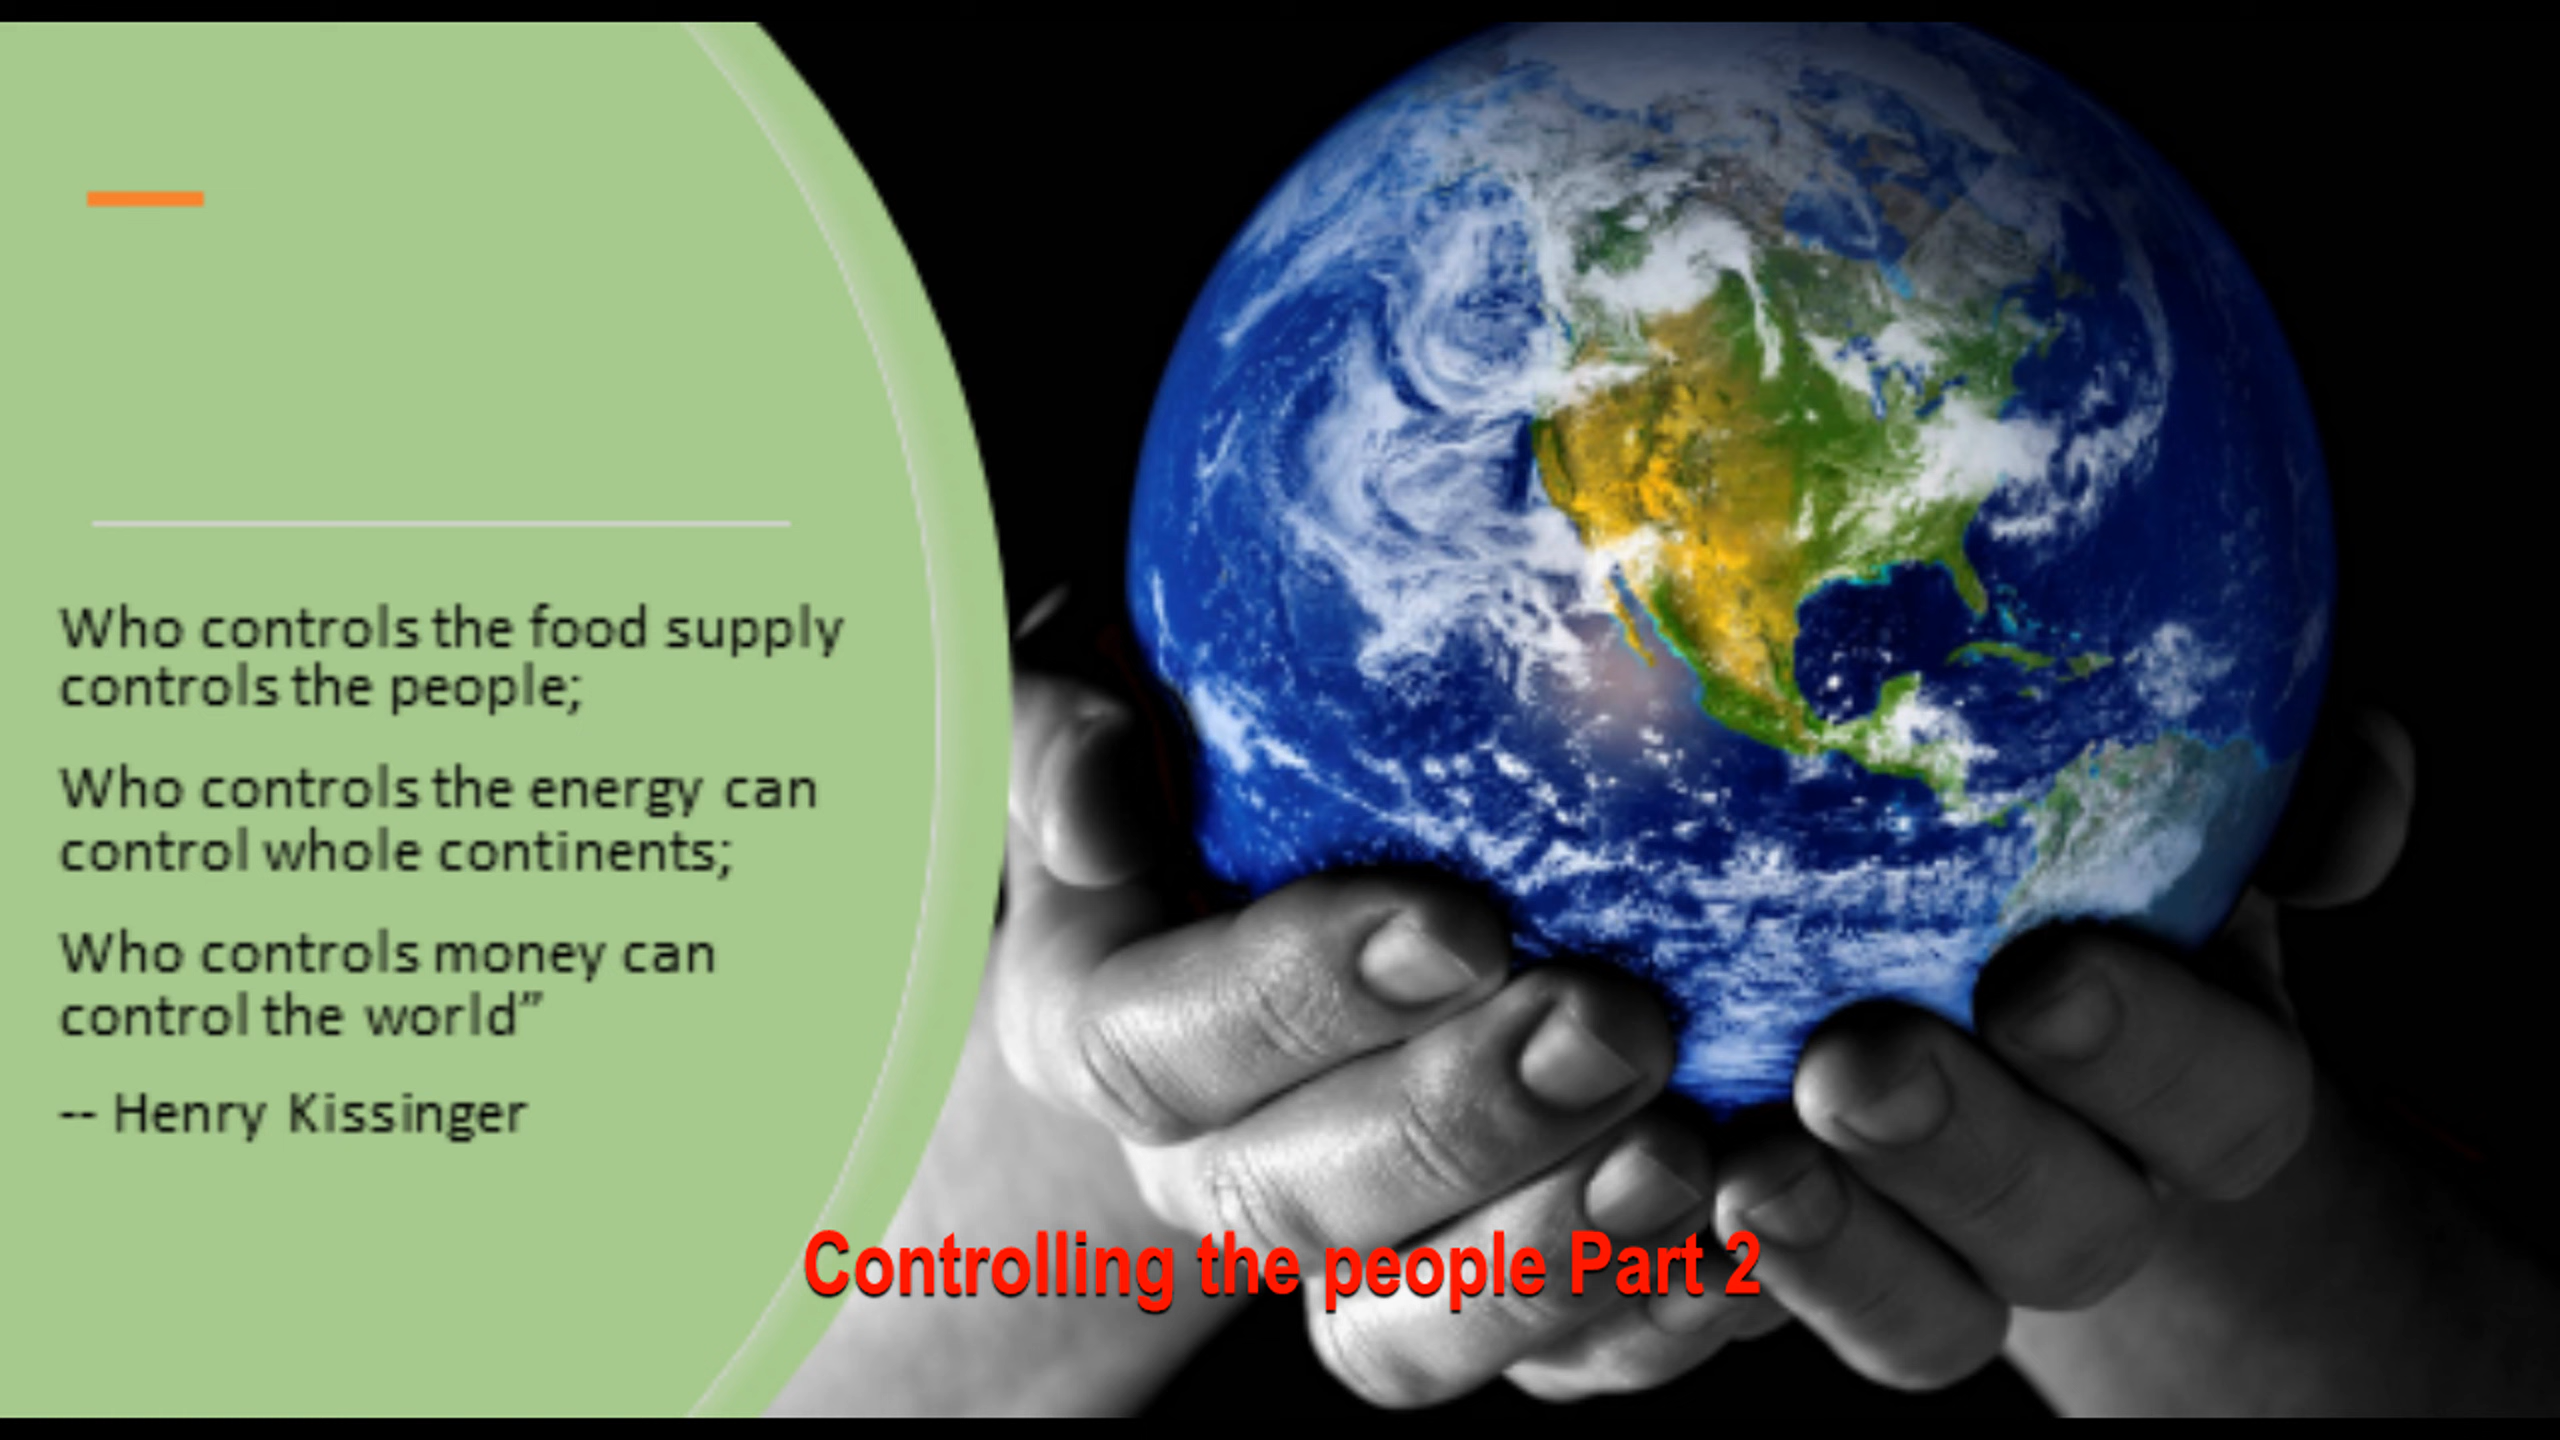 Who controls the food supply
controls the people;
Who controls the energy can
control whole continents;
Who controls money can
control the world”
-- Henry Kissinger
Controlling the people Part 2